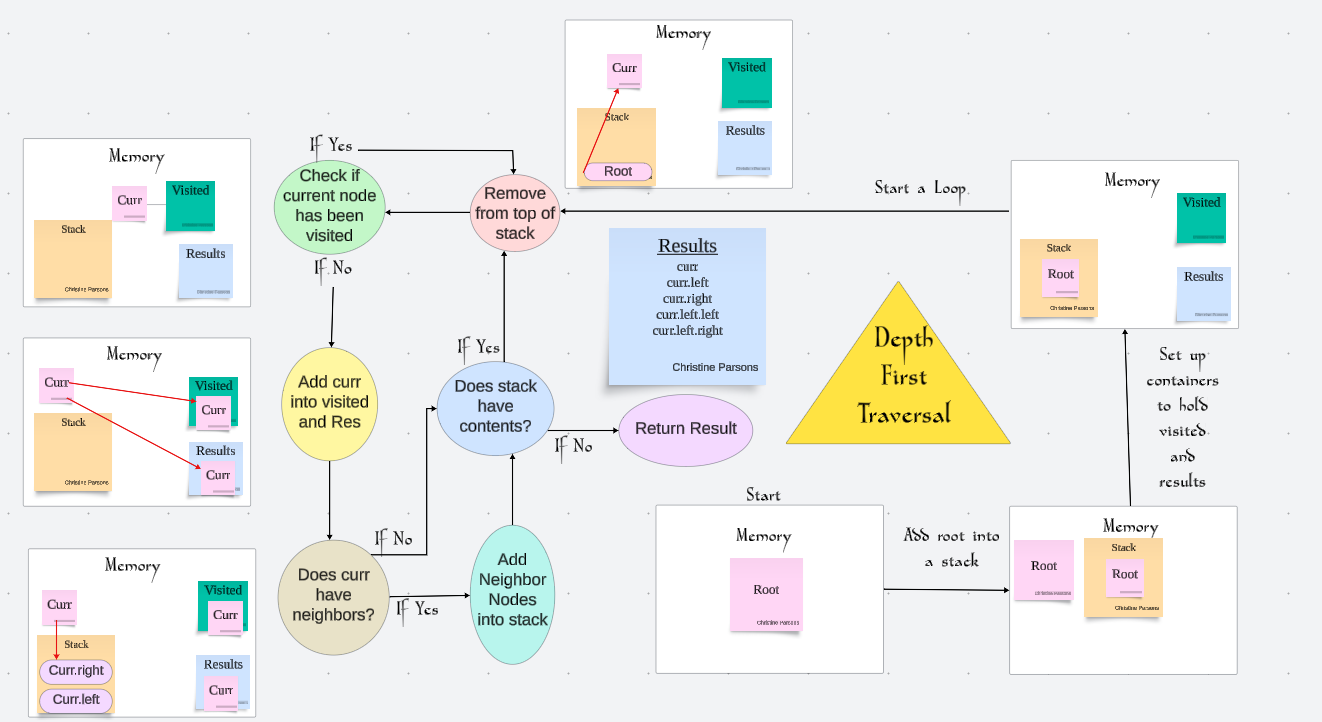 Memory
Curr
Visited
Stack
Results
Root
If Yes
Check if
current node
has been
visited
If No
Remove
from top of
stack
Start a Loop
Memory
Curr
Visited
Stack
Results
Christine Parsons
Memory
Visited
Stack
Root
Results
Christine Parsons
Results
curr
curr.left
curr.right
curr.left.left
curr.left.right
Christine Parsons
Depth
First
Traversal
Memory
Curr
Visited
Curr
Stack
Results
Curr
Christine Parsons
Add curr
into visited
and Res
If Yes
Does stack
have
contents?
If No
Return Result
Set up
containers
to hold
visited
and
results
Start
Memory
Root
Christine Parsons
Add root into
a stack
Memory
Root
Stack
Root
Christine Parsons
If No
Does curr
have
neighbors?
If Yes
Add
Neighbor
Nodes
into stack
Memory
Curr
Visited
Curr
Stack
Curr.right
Curr.left
Results
Curr